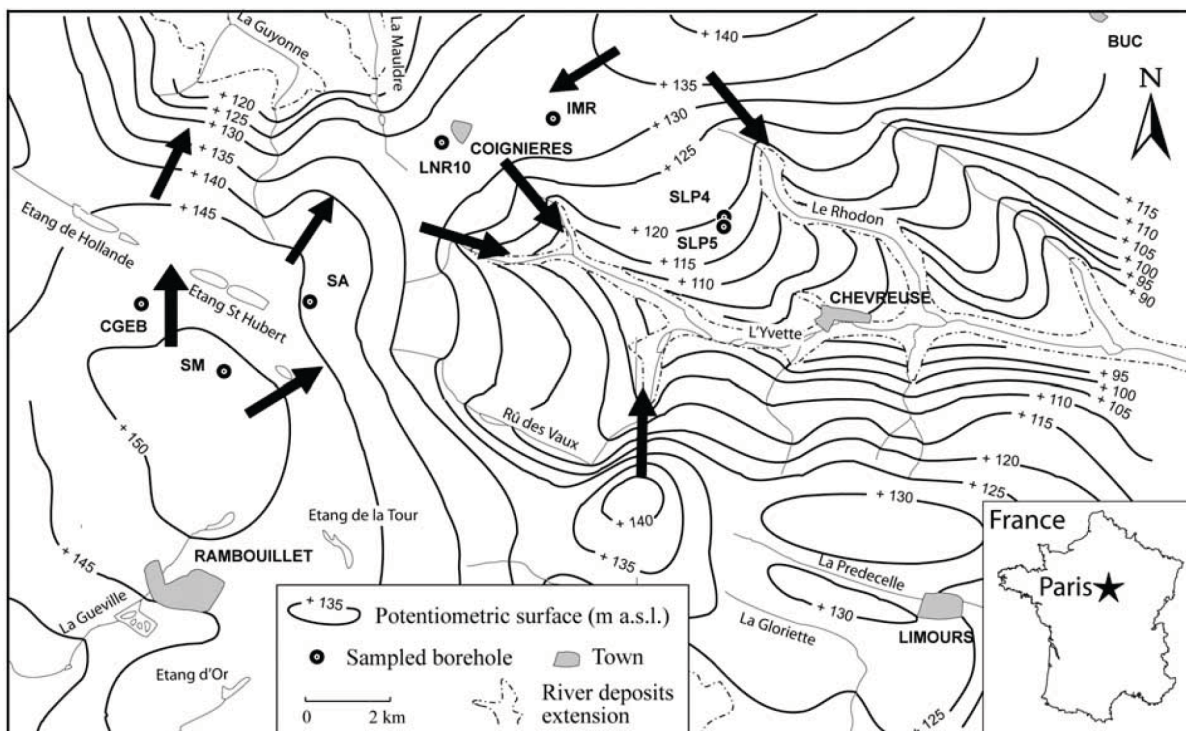 La Guyonne
La Mauldre
+ 140
BUC
+ 135
N
+ 120
+ 125
+ 130
+ 135
+ 140
+ 145
IMR
COIGNIERES
LNR10
+ 130
+ 125
Etang de Hollande
SLP4
SLP5
Le Rhodon
+ 115
+ 110
+ 105
+ 100
+ 95
+ 90
+ 120
+ 115
+ 110
Etang St Hubert
SA
CGEB
CHEVREUSE
L'Yvette
SM
+ 95
+ 100
+ 105
+ 110
+ 115
+ 150
Rû des Vaux
+ 120
+ 125
+ 130
+ 140
+ 135
Etang de la Tour
RAMBOUILLET
+ 145
La Gueville
Etang d'Or
La Predecelle
+ 130
LIMOURS
La Gloriette
+ 125
France
Paris
+ 135
Potentiometric surface (m a.s.l.)
Sampled borehole
Town
0
2 km
River deposits
extension